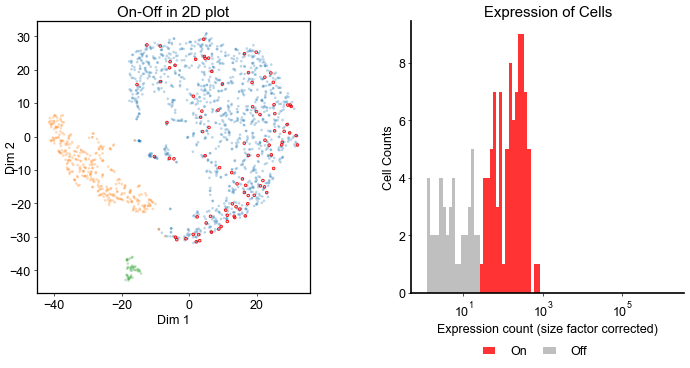 On-Off in 2D plot
Dim 2
30
20
10
0
−10
−20
−30
−40
−40
−20
0
20
Dim 1
Expression of Cells
Cell Counts
8
6
4
2
0
10^1
10^3
10^5
Expression count (size factor corrected)
On
Off